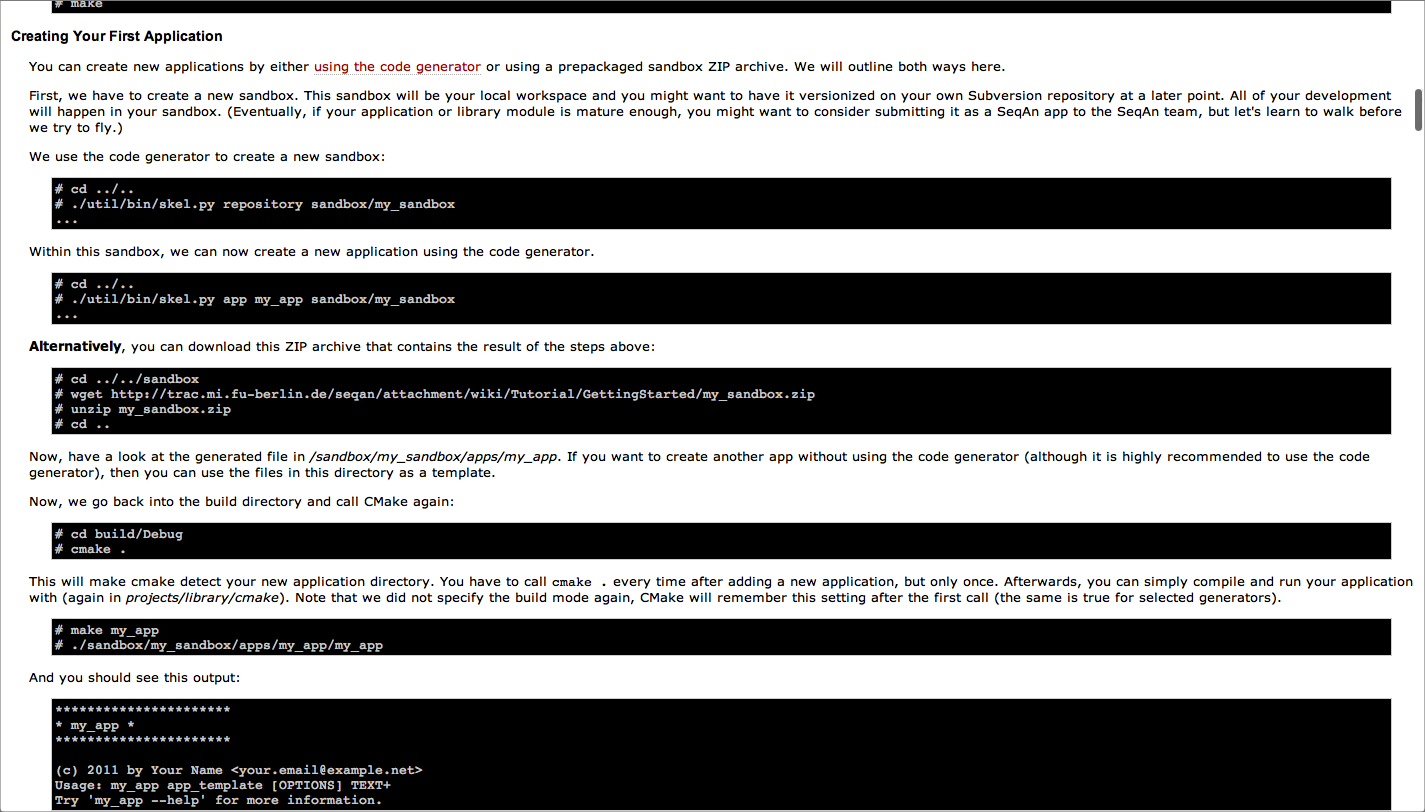 # make
Creating Your First Application
You can create new applications by either using the code generator or using a prepackaged sandbox ZIP archive. We will outline both ways here.
First, we have to create a new sandbox. This sandbox will be your local workspace and you might want to have it versionized on your own Subversion repository at a later point. All of your development
will happen in your sandbox. (Eventually, if your application or library module is mature enough, you might want to consider submitting it as a SeqAn app to the SeqAn team, but let's learn to walk before
we try to fly.)
We use the code generator to create a new sandbox:
# cd ../..
# ./util/bin/skel.py repository sandbox/my_sandbox
...
Within this sandbox, we can now create a new application using the code generator.
# cd ../..
# ./util/bin/skel.py app my_app sandbox/my_sandbox
...
Alternatively, you can download this ZIP archive that contains the result of the steps above:
# cd ../../sandbox
# wget http://trac.mi.fu-berlin.de/seqan/attachment/wiki/Tutorial/GettingStarted/my_sandbox.zip
# unzip my_sandbox.zip
# cd ..
Now, have a look at the generated file in /sandbox/my_sandbox/apps/my_app. If you want to create another app without using the code generator (although it is highly recommended to use the code
generator), then you can use the files in this directory as a template.
Now, we go back into the build directory and call CMake again:
# cd build/Debug
# cmake .
This will make cmake detect your new application directory. You have to call cmake . every time after adding a new application, but only once. Afterwards, you can simply compile and run your application
with (again in projects/library/cmake). Note that we did not specify the build mode again, CMake will remember this setting after the first call (the same is true for selected generators).
# make my_app
# ./sandbox/my_sandbox/apps/my_app/my_app
And you should see this output:
**********************
* my_app *
**********************
(c) 2011 by Your Name <your.email@example.net>
Usage: my_app app_template [OPTIONS] TEXT+
Try 'my_app --help' for more information.